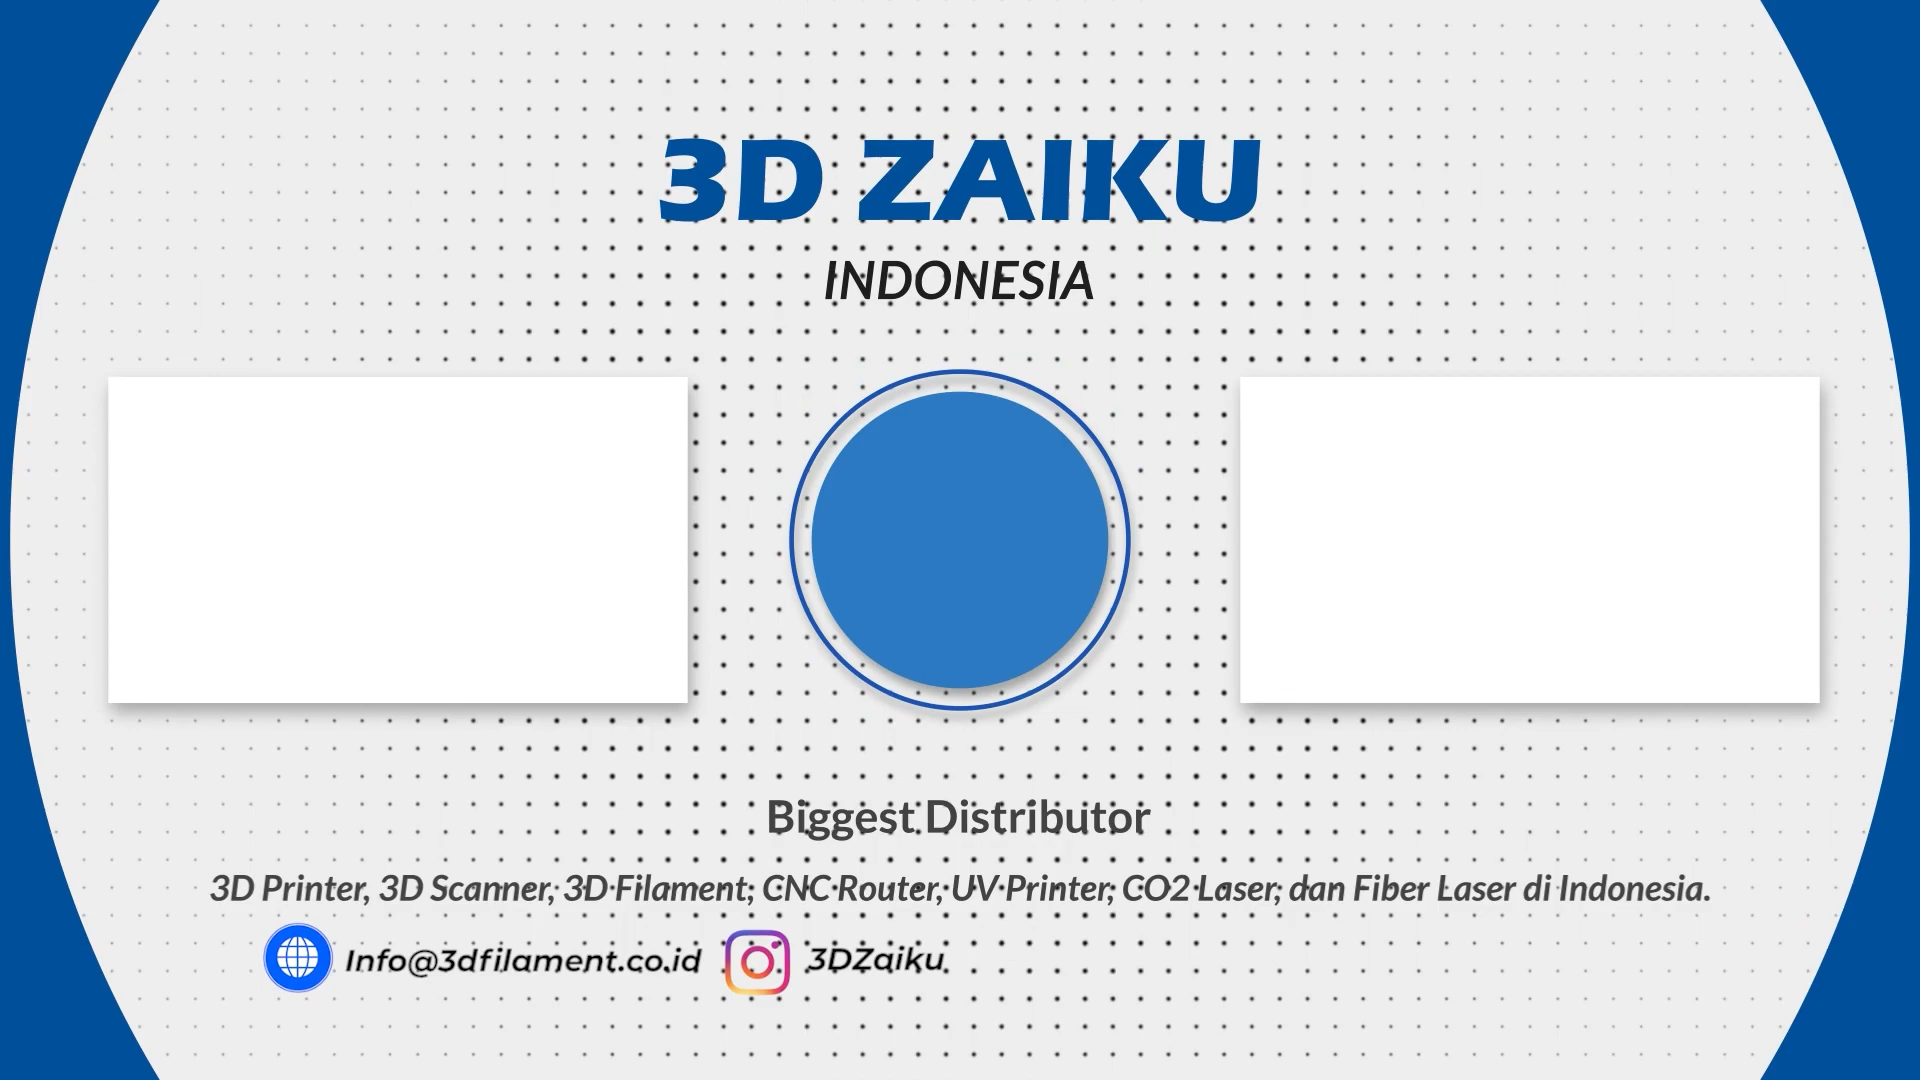 3D ZAIKU
INDONESIA
Biggest Distributor
3D Printer, 3D Scanner, 3D Filament, CNC Router, UV Printer, CO2 Laser, dan Fiber Laser di Indonesia.
Info@3dfilament.co.id 3DZaiku